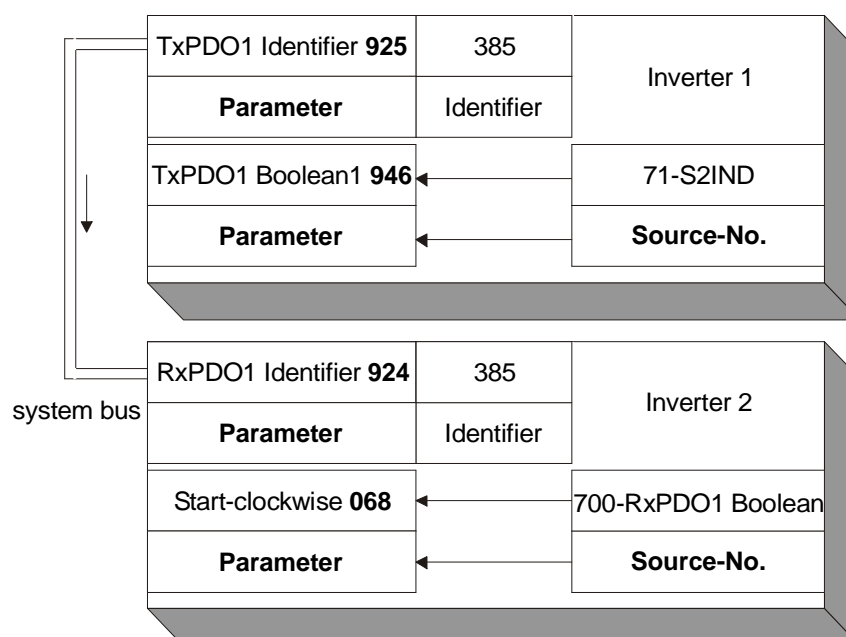 TxPDO1 Identifier 925
385
Inverter 1
Parameter
Identifier
TxPDO1 Boolean1 946
71-S2IND
Parameter
Source-No.
RxPDO1 Identifier 924
385
Inverter 2
system bus
Parameter
Identifier
Start-clockwise 068
700-RxPDO1 Boolean
Parameter
Source-No.